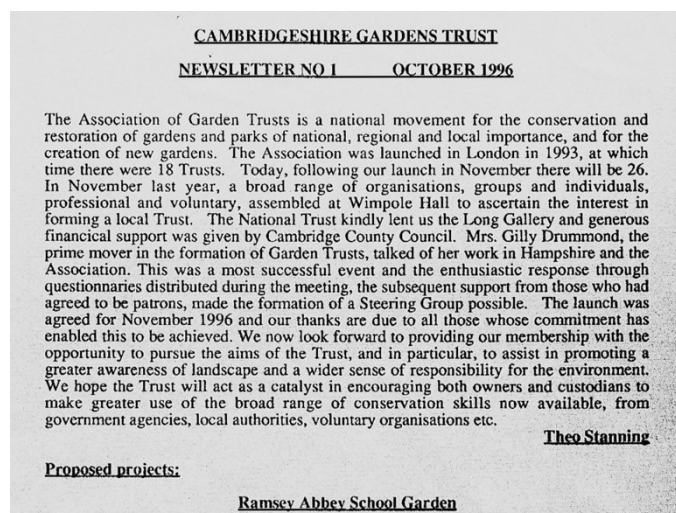 CAMBRIDGESHIRE GARDENS TRUST
NEWSLETTER NO 1 OCTOBER 1996
The Association of Garden Trusts is a national movement for the conservation and
restoration of gardens and parks of national, regional and local importance, and for the
creation of new gardens. The Association was launched in London in 1993, at which
time there were 18 Trusts. Today, following our launch in November there will be 26.
In November last year, a broad range of organisations, groups and individuals,
professional and voluntary, assembled at Wimpole Hall to ascertain the interest in
forming a local Trust. The National Trust kindly lent us the Long Gallery and generous
financical support was given by Cambridge County Council. Mrs. Gilly Drummond, the
prime mover in the formation of Garden Trusts, talked of her work in Hampshire and the
Association. This was a most successful event and the enthusiastic response through
questionnaries distributed during the meeting, the subsequent support from those who had
agreed to be patrons, made the formation of a Steering Group possible. The launch was
agreed for November 1996 and our thanks are due to all those whose commitment has
enabled this to be achieved. We now look forward to providing our membership with the
opportunity to pursue the aims of the Trust, and in particular, to assist in promoting a
greater awareness of landscape and a wider sense of responsibility for the environment.
We hope the Trust will act as a catalyst in encouraging both owners and custodians to
make greater use of the broad range of conservation skills now available, from
government agencies, local authorities, voluntary organisations etc.
Theo Stanning
Proposed projects:
Ramsey Abbey School Garden